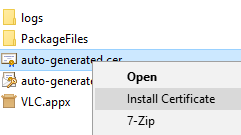 logs
PackageFiles
auto-generated.cer
auto-generate
VLC.appx
Open
Install Certificate
7-Zip